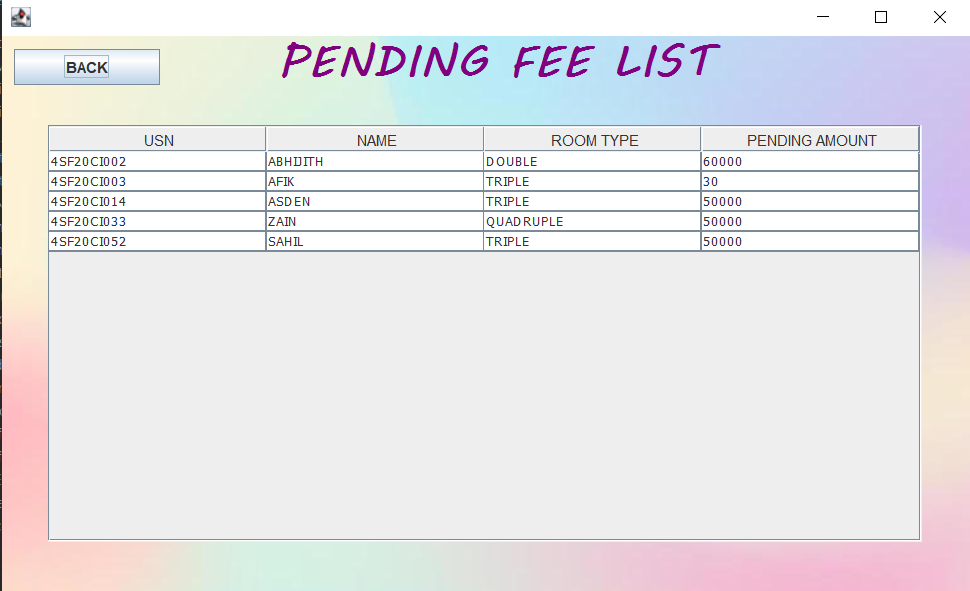 BACK
PENDING FEE LIST
USN NAME ROOM TYPE PENDING AMOUNT
4SF20CI002 ABHIJITH DOUBLE 60000
4SF20CI003 AFIK TRIPLE 30
4SF20CI014 ASDEN TRIPLE 50000
4SF20CI033 ZAIN QUADRUPLE 50000
4SF20CI052 SAHIL TRIPLE 50000